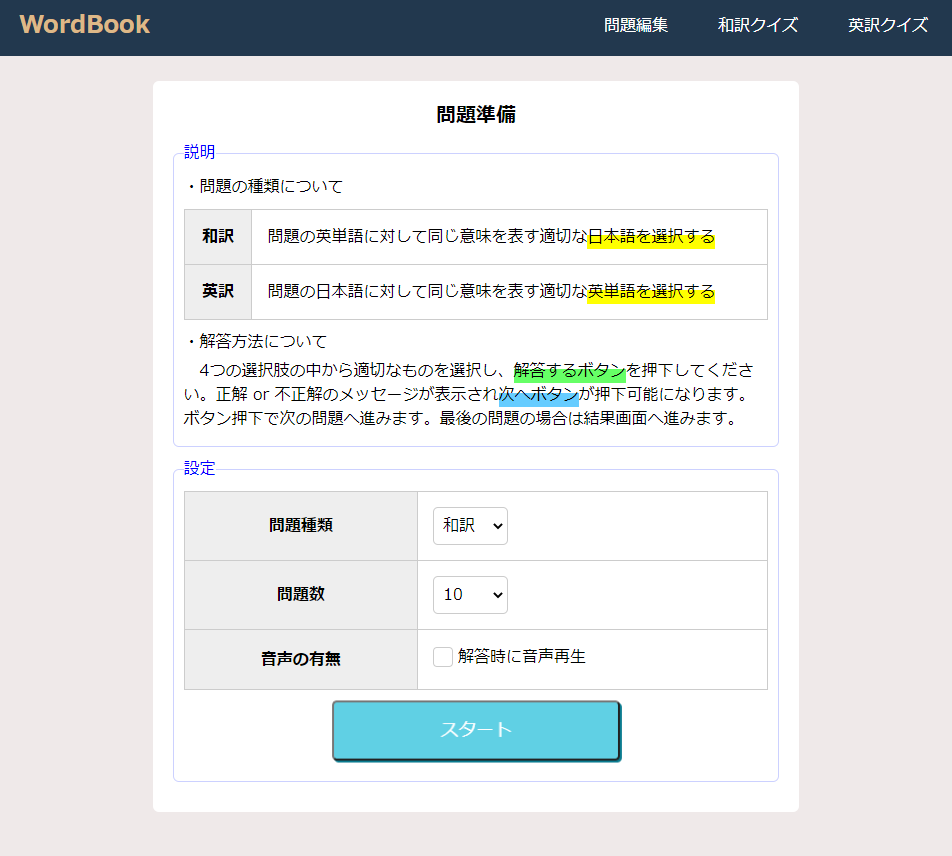 WordBook 問題編集 和訳クイズ 英訳クイズ
問題準備
説明
・問題の種類について
和訳 問題の英単語に対して同じ意味を表す適切な日本語を選択する
英訳 問題の日本語に対して同じ意味を表す適切な英単語を選択する
・解答方法について
4つの選択肢の中から適切なものを選択し、解答するボタンを押下してくださ
い。正解 or 不正解のメッセージが表示され次へボタンが押下可能になります。
ボタン押下で次の問題へ進みます。最後の問題の場合は結果画面へ進みます。
設定
問題種類 和訳
問題数 10
音声の有無 解答時に音声再生
スタート